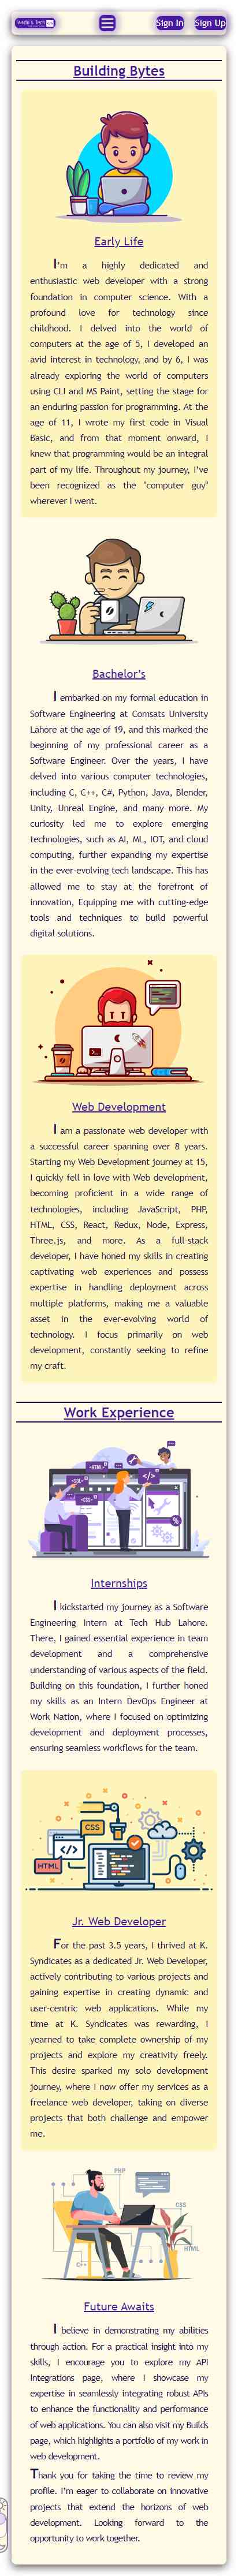 Saadii's Tech
Sign In
Sign Up
Building Bytes
Early Life
I'm a highly dedicated and
enthusiastic web developer with a strong
foundation in computer science. With a
profound love for technology since
childhood. I delved into the world of
computers at the age of 5, I developed an
avid interest in technology, and by 6, I was
already exploring the world of computers
using CLI and MS Paint, setting the stage for
an enduring passion for programming. At the
age of 11, I wrote my first code in Visual
Basic, and from that moment onward, I
knew that programming would be an integral
part of my life. Throughout my journey, I've
been recognized as the "computer guy"
wherever I went.
Bachelor's
I embarked on my formal education in
Software Engineering at Comsats University
Lahore at the age of 19, and this marked the
beginning of my professional career as a
Software Engineer. Over the years, I have
delved into various computer technologies,
including C, C++, C#, Python, Java, Blender,
Unity, Unreal Engine, and many more. My
curiosity led me to explore emerging
technologies, such as AI, ML, IOT, and cloud
computing, further expanding my expertise
in the ever-evolving tech landscape. This has
allowed me to stay at the forefront of
innovation, Equipping me with cutting-edge
tools and techniques to build powerful
digital solutions.
Web Development
I am a passionate web developer with
a successful career spanning over 8 years.
Starting my Web Development journey at 15,
I quickly fell in love with Web development,
becoming proficient in a wide range of
technologies, including JavaScript, PHP,
HTML, CSS, React, Redux, Node, Express,
Three.js, and more. As a full-stack
developer, I have honed my skills in creating
captivating web experiences and possess
expertise in handling deployment across
multiple platforms, making me a valuable
asset in the ever-evolving world of
technology. I focus primarily on web
development, constantly seeking to refine
my craft.
Work Experience
<HTML>
</>
<SQL>
<CSS>
Internships
I kickstarted my journey as a Software
Engineering Intern at Tech Hub Lahore.
There, I gained essential experience in team
development and a comprehensive
understanding of various aspects of the field.
Building on this foundation, I further honed
my skills as an Intern DevOps Engineer at
Work Nation, where I focused on optimizing
development and deployment processes,
ensuring seamless workflows for the team.
CSS
</>
HTML
Jr. Web Developer
For the past 3.5 years, I thrived at K.
Syndicates as a dedicated Jr. Web Developer,
actively contributing to various projects and
gaining expertise in creating dynamic and
user-centric web applications. While my
time at K. Syndicates was rewarding, I
yearned to take complete ownership of my
projects and explore my creativity freely.
This desire sparked my solo development
journey, where I now offer my services as a
freelance web developer, taking on diverse
projects that both challenge and empower
me.
PHP
CSS
HTML
C++
Future Awaits
I believe in demonstrating my abilities
through action. For a practical insight into my
skills, I encourage you to explore my API
Integrations page, where I showcase my
expertise in seamlessly integrating robust APIs
to enhance the functionality and performance
of web applications. You can also visit my Builds
page, which highlights a portfolio of my work in
web development.
Thank you for taking the time to review my
profile. I'm eager to collaborate on innovative
projects that extend the horizons of web
development. Looking forward to the
opportunity to work together.